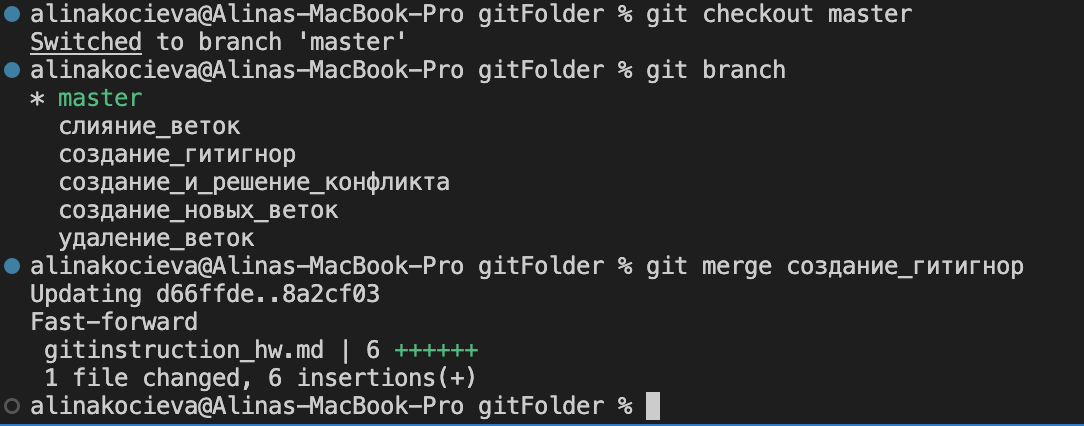 alinakocieva@Alinas-MacBook-Pro gitFolder % git checkout master
Switched to branch 'master'
alinakocieva@Alinas-MacBook-Pro gitFolder % git branch
* master
слияние_веток
создание_гитигнор
создание_и_решение_конфликта
создание_новых_веток
удаление_веток
alinakocieva@Alinas-MacBook-Pro gitFolder % git merge создание_гитигнор
Updating d66ffde..8a2cf03
Fast-forward
gitinstruction_hw.md | 6 ++++++
1 file changed, 6 insertions(+)
alinakocieva@Alinas-MacBook-Pro gitFolder %